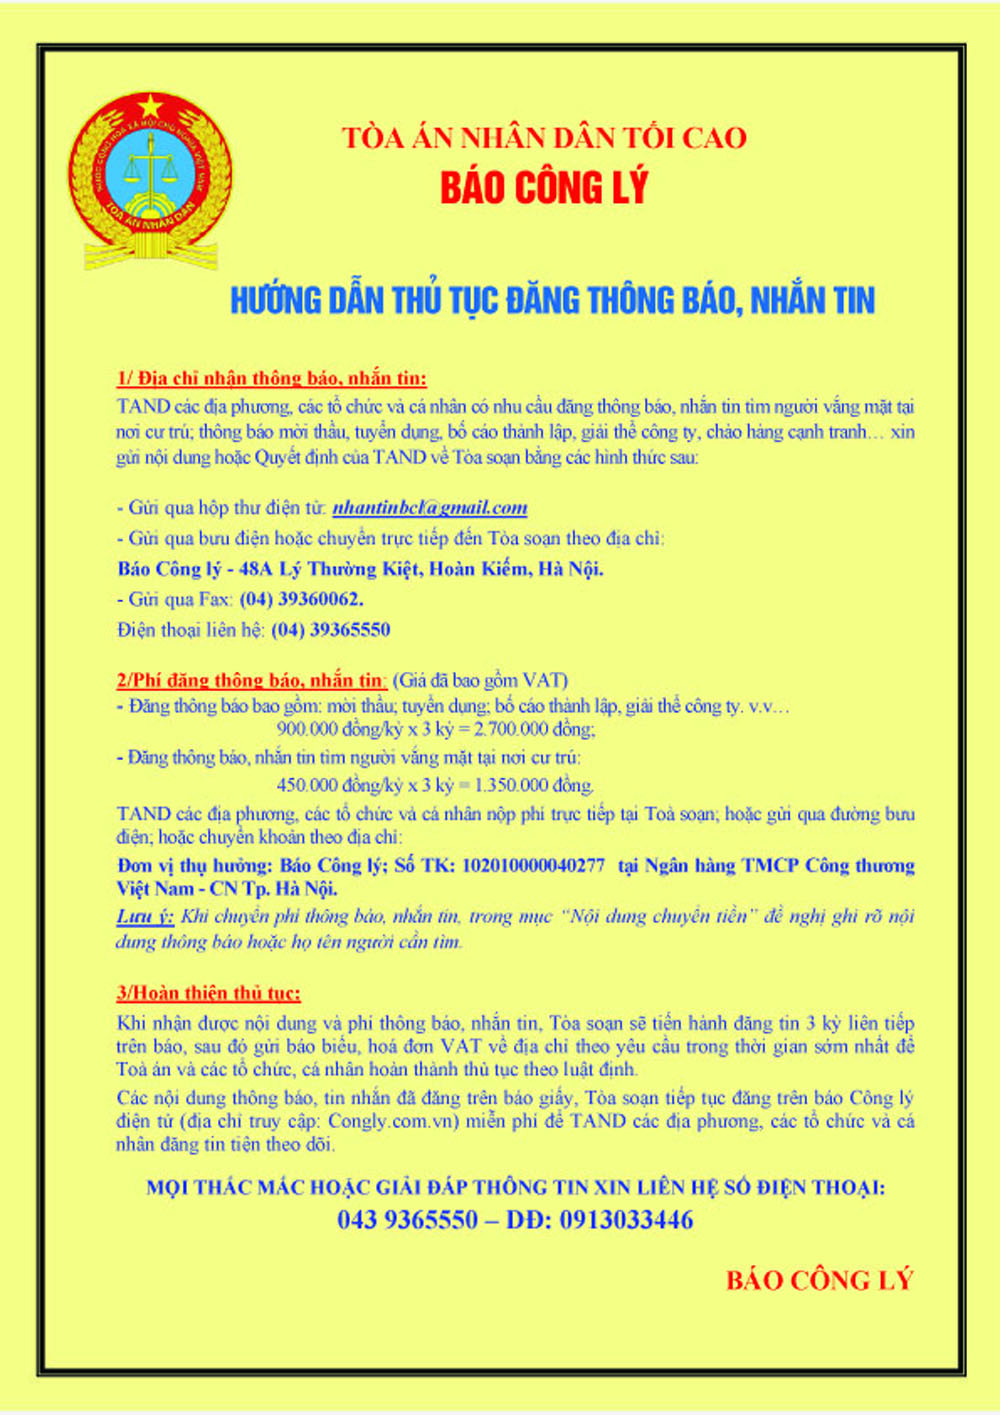 NƯỚC CỘNG HÒA XÃ HỘI CHỦ NGHĨA VIỆT NAM
TÒA ÁN NHÂN DÂN
TÒA ÁN NHÂN DÂN TỐI CAO
BÁO CÔNG LÝ
HƯỚNG DẪN THỦ TỤC ĐĂNG THÔNG BÁO, NHẮN TIN
1/ Địa chỉ nhận thông báo, nhắn tin:
TAND các địa phương, các tổ chức và cá nhân có nhu cầu đăng thông báo, nhắn tin tìm người vắng mặt tại
nơi cư trú; thông báo mời thầu, tuyển dụng, bố cáo thành lập, giải thể công ty, chào hàng cạnh tranh… xin
gửi nội dung hoặc Quyết định của TAND về Tòa soạn bằng các hình thức sau:
- Gửi qua hộp thư điện tử: nhantinbcl@gmail.com
- Gửi qua bưu điện hoặc chuyển trực tiếp đến Tòa soạn theo địa chỉ:
Báo Công lý - 48A Lý Thường Kiệt, Hoàn Kiếm, Hà Nội.
- Gửi qua Fax: (04) 39360062.
Điện thoại liên hệ: (04) 39365550
2/Phí đăng thông báo, nhắn tin: (Giá đã bao gồm VAT)
- Đăng thông báo bao gồm: mời thầu; tuyển dụng; bố cáo thành lập, giải thể công ty. v.v…
900.000 đồng/kỳ x 3 kỳ = 2.700.000 đồng;
- Đăng thông báo, nhắn tin tìm người vắng mặt tại nơi cư trú:
450.000 đồng/kỳ x 3 kỳ = 1.350.000 đồng.
TAND các địa phương, các tổ chức và cá nhân nộp phí trực tiếp tại Toà soạn; hoặc gửi qua đường bưu
điện; hoặc chuyển khoản theo địa chỉ:
Đơn vị thụ hưởng: Báo Công lý; Số TK: 102010000040277 tại Ngân hàng TMCP Công thương
Việt Nam - CN Tp. Hà Nội.
Lưu ý: Khi chuyển phí thông báo, nhắn tin, trong mục “Nội dung chuyển tiền” đề nghị ghi rõ nội
dung thông báo hoặc họ tên người cần tìm.
3/Hoàn thiện thủ tục:
Khi nhận được nội dung và phí thông báo, nhắn tin, Tòa soạn sẽ tiến hành đăng tin 3 kỳ liên tiếp
trên báo, sau đó gửi báo biếu, hoá đơn VAT về địa chỉ theo yêu cầu trong thời gian sớm nhất để
Toà án và các tổ chức, cá nhân hoàn thành thủ tục theo luật định.
Các nội dung thông báo, tin nhắn đã đăng trên báo giấy, Tòa soạn tiếp tục đăng trên báo Công lý
điện tử (địa chỉ truy cập: Congly.com.vn) miễn phí để TAND các địa phương, các tổ chức và cá
nhân đăng tin tiện theo dõi.
MỌI THẮC MẮC HOẶC GIẢI ĐÁP THÔNG TIN XIN LIÊN HỆ SỐ ĐIỆN THOẠI:
043 9365550 – DĐ: 0913033446
BÁO CÔNG LÝ